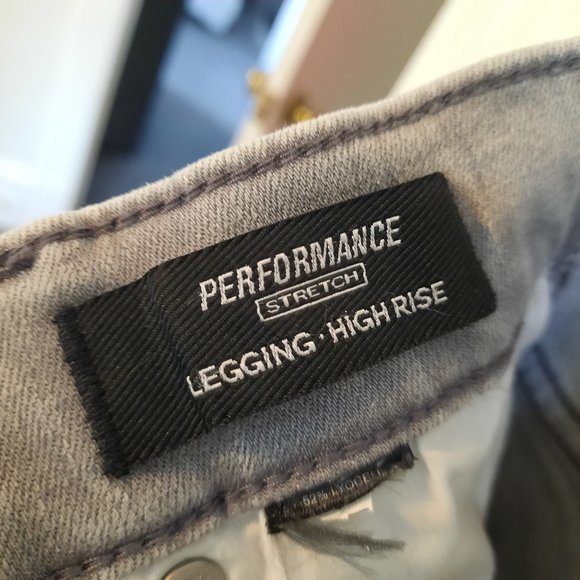 PERFORMANCE
STRETCH
LEGGING · HIGH RISE